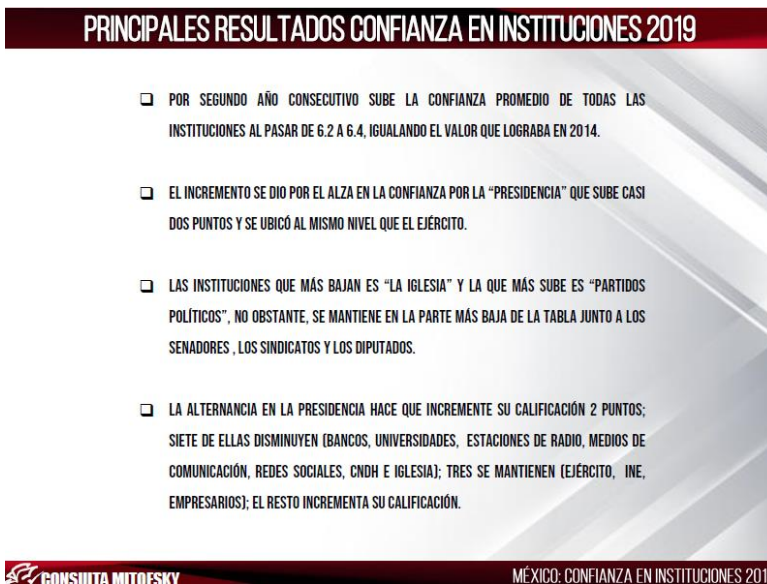 PRINCIPALES RESULTADOS CONFIANZA EN INSTITUCIONES 2019
❑ POR SEGUNDO AÑO CONSECUTIVO SUBE LA CONFIANZA PROMEDIO DE TODAS LAS
INSTITUCIONES AL PASAR DE 6.2 A 6.4, IGUALANDO EL VALOR QUE LOGRABA EN 2014.
❑ EL INCREMENTO SE DIO POR EL ALZA EN LA CONFIANZA POR LA “PRESIDENCIA” QUE SUBE CASI
DOS PUNTOS Y SE UBICÓ AL MISMO NIVEL QUE EL EJÉRCITO.
❑ LAS INSTITUCIONES QUE MÁS BAJAN ES “LA IGLESIA” Y LA QUE MÁS SUBE ES “PARTIDOS
POLÍTICOS”, NO OBSTANTE, SE MANTIENE EN LA PARTE MÁS BAJA DE LA TABLA JUNTO A LOS
SENADORES , LOS SINDICATOS Y LOS DIPUTADOS.
❑ LA ALTERNANCIA EN LA PRESIDENCIA HACE QUE INCREMENTE SU CALIFICACIÓN 2 PUNTOS;
SIETE DE ELLAS DISMINUYEN (BANCOS, UNIVERSIDADES, ESTACIONES DE RADIO, MEDIOS DE
COMUNICACIÓN, REDES SOCIALES, CNDH E IGLESIA); TRES SE MANTIENEN (EJÉRCITO, INE,
EMPRESARIOS); EL RESTO INCREMENTA SU CALIFICACIÓN.
CONSULTA MITOFSKY
MÉXICO: CONFIANZA EN INSTITUCIONES 201